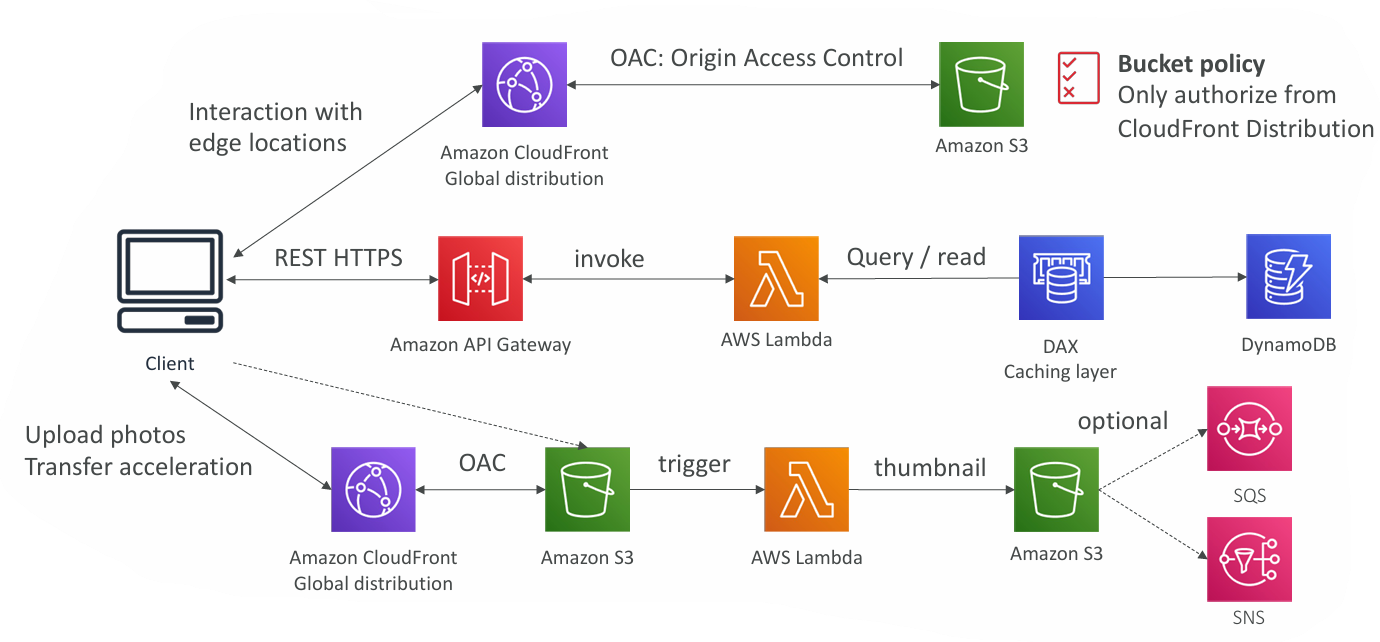 OAC: Origin Access Control
Bucket policy
Only authorize from
CloudFront Distribution
Interaction with
edge locations
Amazon CloudFront
Global distribution
Amazon S3
REST HTTPS
invoke
Query / read
Amazon API Gateway
AWS Lambda
DAX
Caching layer
DynamoDB
Client
Upload photos
Transfer acceleration
OAC
trigger
thumbnail
optional
Amazon CloudFront
Global distribution
Amazon S3
AWS Lambda
Amazon S3
SQS
SNS